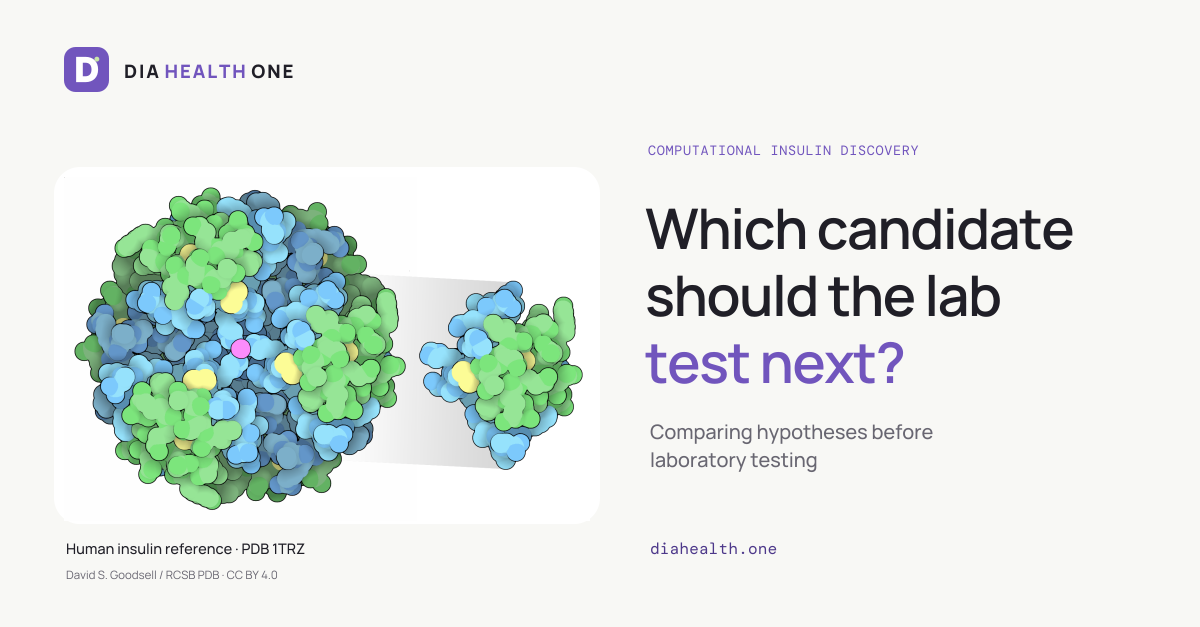 D
DIA HEALTH ONE
COMPUTATIONAL INSULIN DISCOVERY
Which candidate
should the lab
test next?
Comparing hypotheses before
laboratory testing
Human insulin reference · PDB 1TRZ
David S. Goodsell / RCSB PDB · CC BY 4.0
diahealth.one